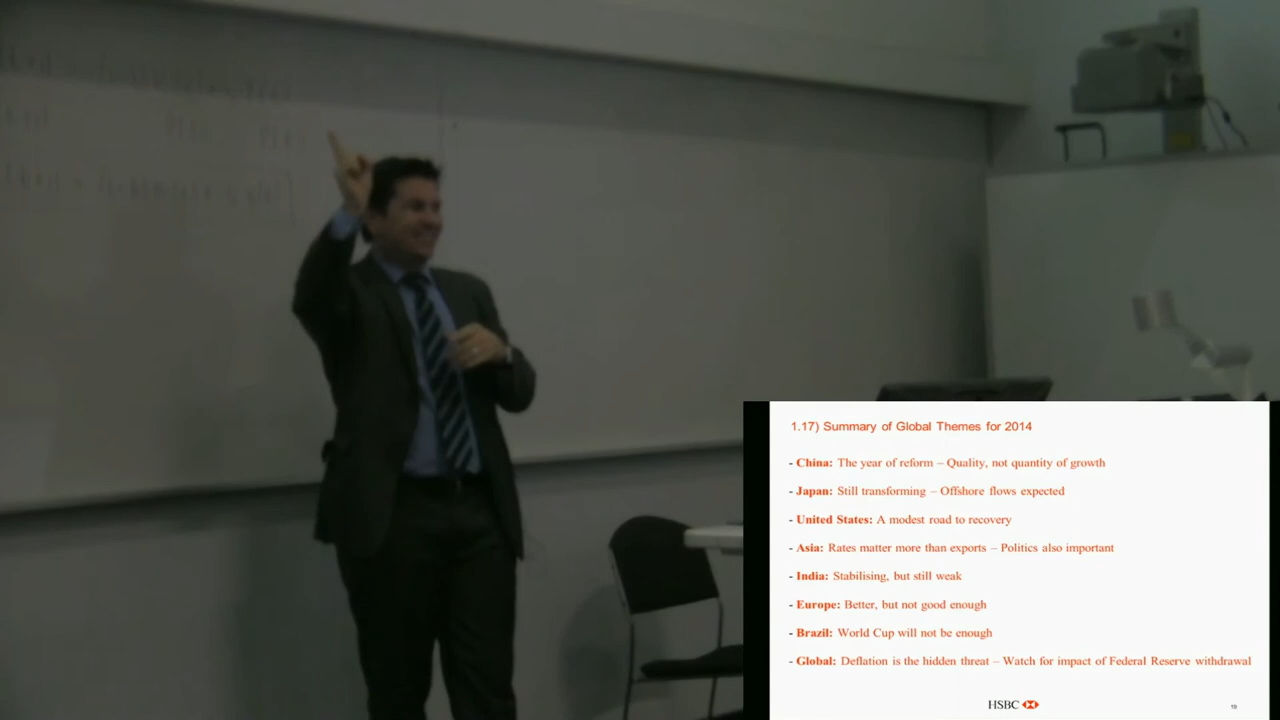 1.17) Summary of Global Themes for 2014
- China: The year of reform – Quality, not quantity of growth
- Japan: Still transforming – Offshore flows expected
- United States: A modest road to recovery
- Asia: Rates matter more than exports – Politics also important
- India: Stabilising, but still weak
- Europe: Better, but not good enough
- Brazil: World Cup will not be enough
- Global: Deflation is the hidden threat – Watch for impact of Federal Reserve withdrawal
HSBC
19